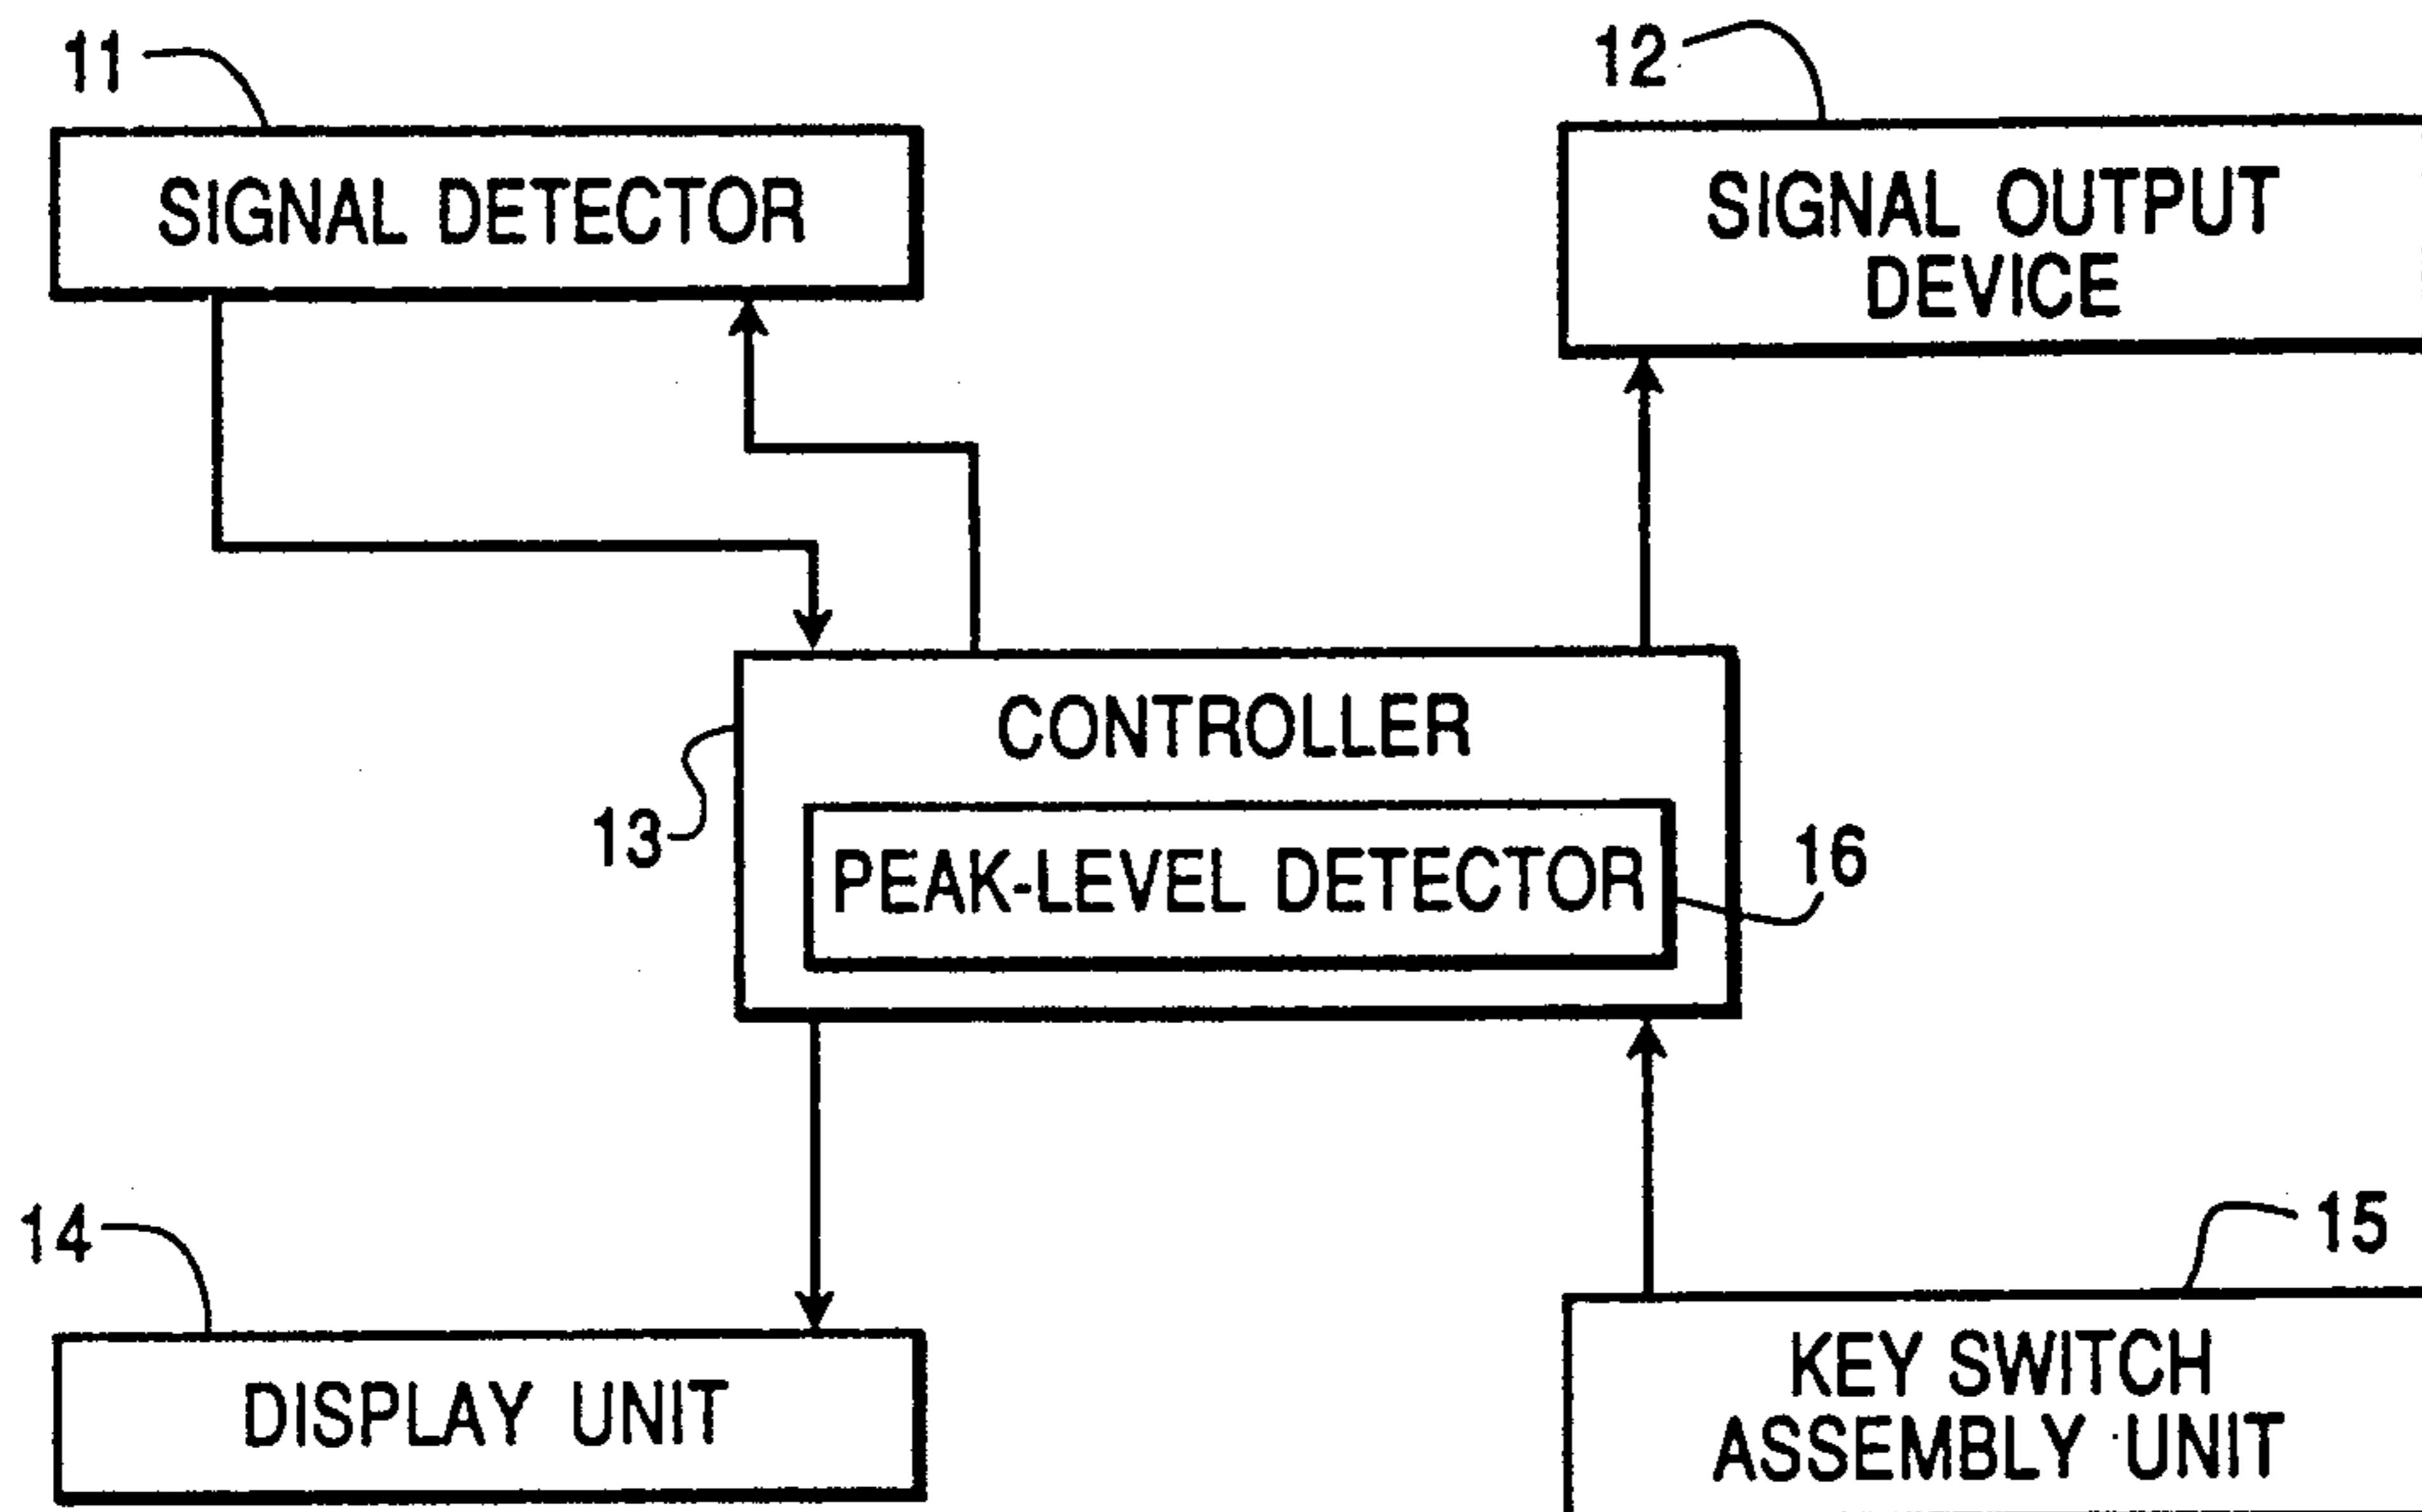 11
12
SIGNAL DETECTOR
SIGNAL OUTPUT
DEVICE
CONTROLLER
13
PEAK-LEVEL DETECTOR
16
14
15
DISPLAY UNIT
KEY SWITCH
ASSEMBLY UNIT